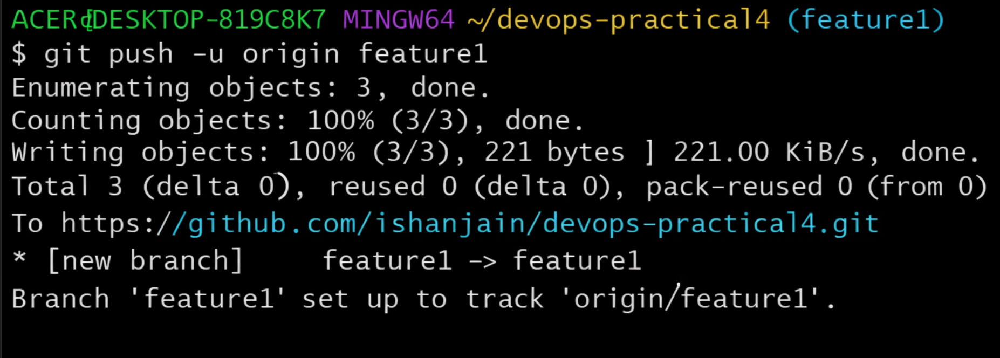 ACER@DESKTOP-819C8K7 MINGW64 ~/devops-practical4 (feature1)
$ git push -u origin feature1
Enumerating objects: 3, done.
Counting objects: 100% (3/3), done.
Writing objects: 100% (3/3), 221 bytes ] 221.00 KiB/s, done.
Total 3 (delta 0), reused 0 (delta 0), pack-reused 0 (from 0)
To https://github.com/ishanjain/devops-practical4.git
* [new branch]     feature1 -> feature1
Branch 'feature1' set up to track 'origin/feature1'.